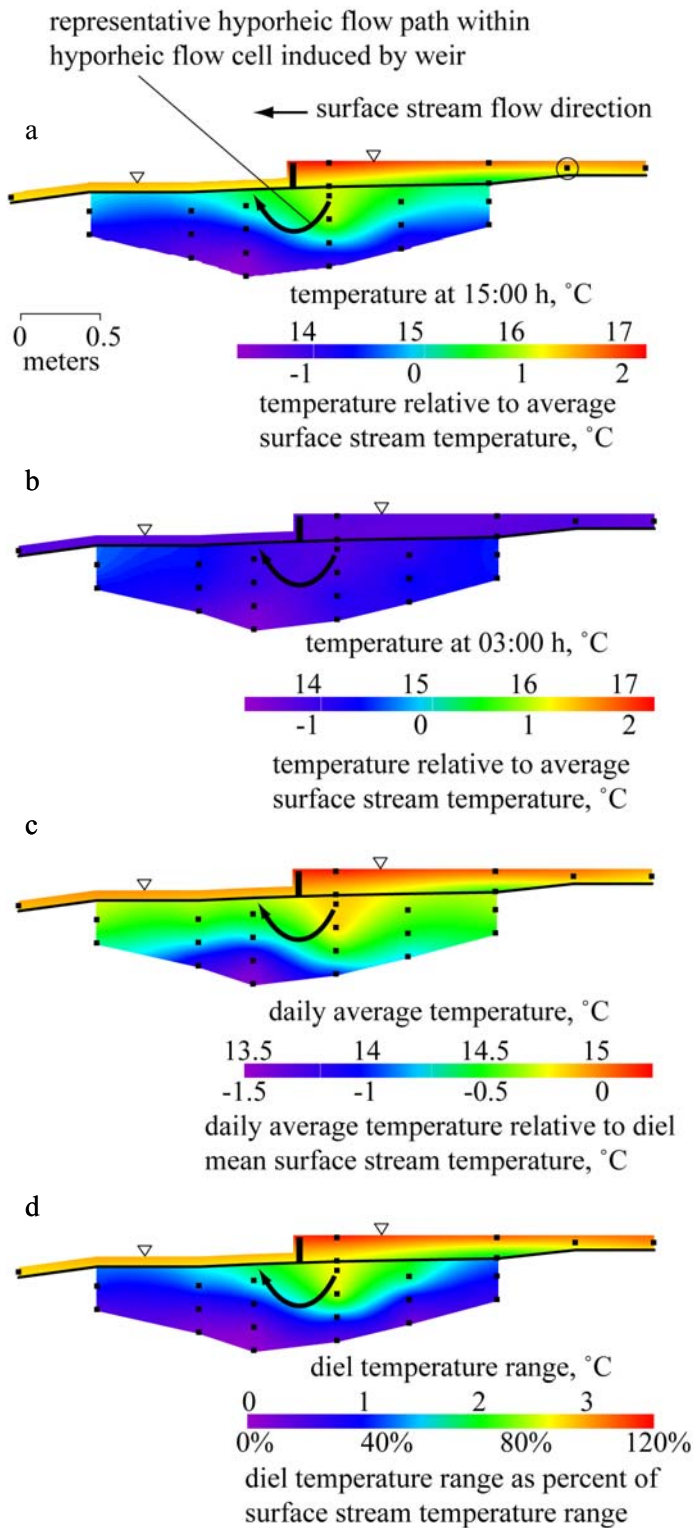 representative hyporheic flow path within
hyporheic flow cell induced by weir
surface stream flow direction
a
temperature at 15:00 h, ˚C
0 0.5
meters
14 15 16 17
-1 0 1 2
temperature relative to average
surface stream temperature, ˚C
b
temperature at 03:00 h, ˚C
14 15 16 17
-1 0 1 2
temperature relative to average
surface stream temperature, ˚C
c
daily average temperature, ˚C
13.5 14 14.5 15
-1.5 -1 -0.5 0
daily average temperature relative to diel
mean surface stream temperature, ˚C
d
diel temperature range, ˚C
0 1 2 3
0% 40% 80% 120%
diel temperature range as percent of
surface stream temperature range